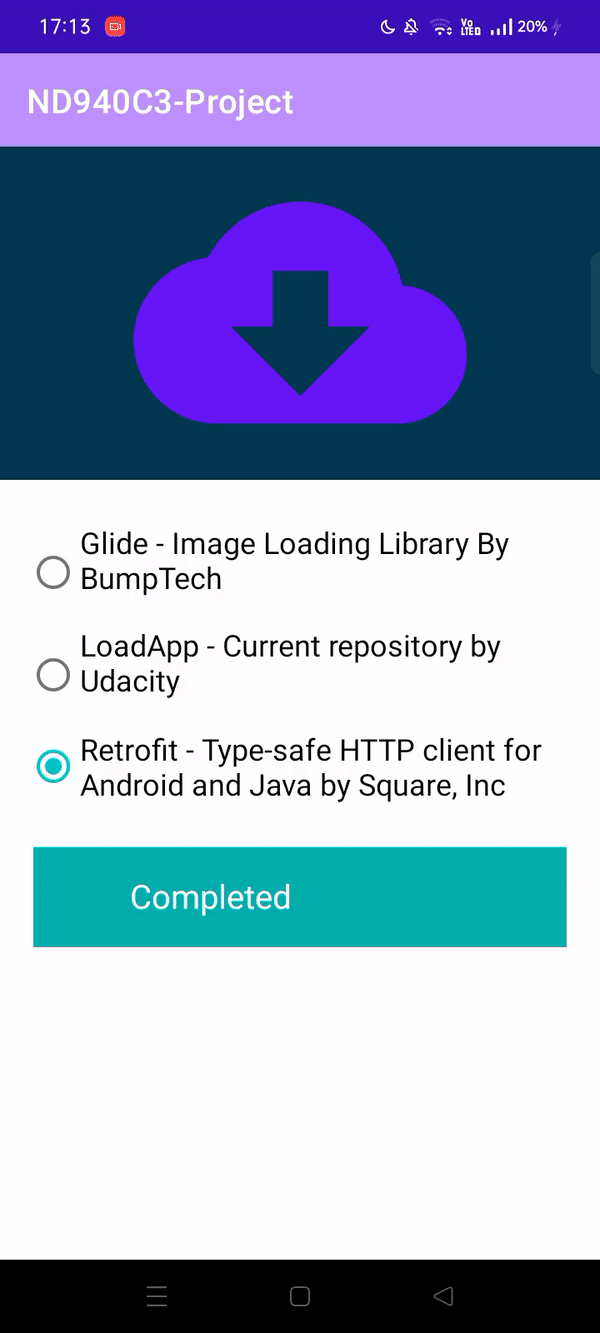 17:13
Vo
LTE
20%
ND940C3-Project
Glide - Image Loading Library By
BumpTech
LoadApp - Current repository by
Udacity
Retrofit - Type-safe HTTP client for
Android and Java by Square, Inc
Completed